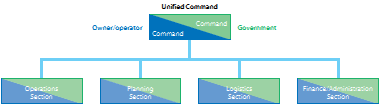 Unified Command
Owner/operator
Command
Command
Government
Operations
Section
Planning
Section
Logistics
Section
Finance/Administration
Section